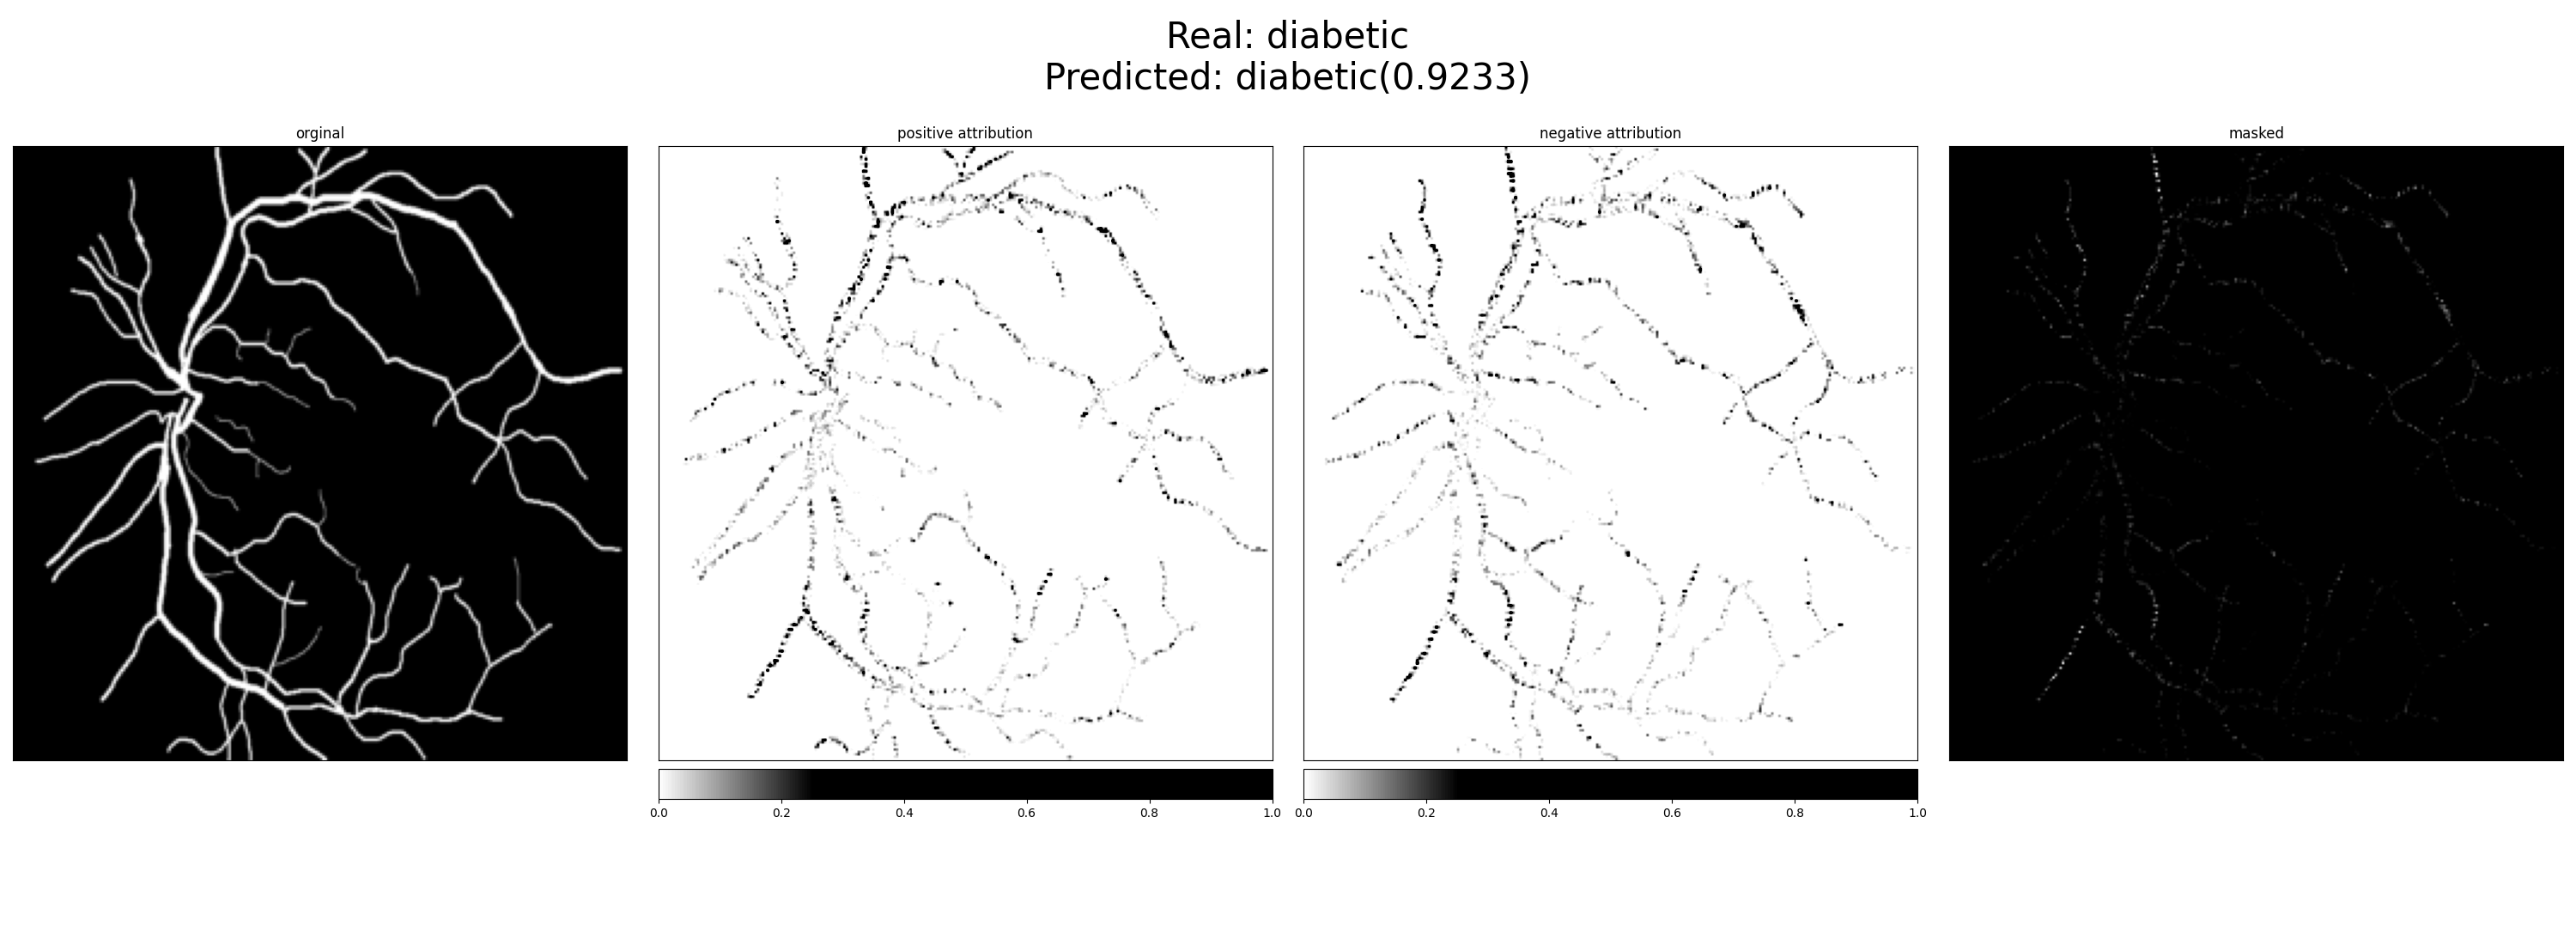 Real: diabetic
Predicted: diabetic(0.9233)
orginal
positive attribution
negative attribution
masked
0.0 0.2 0.4 0.6 0.8 1.0
0.0 0.2 0.4 0.6 0.8 1.0